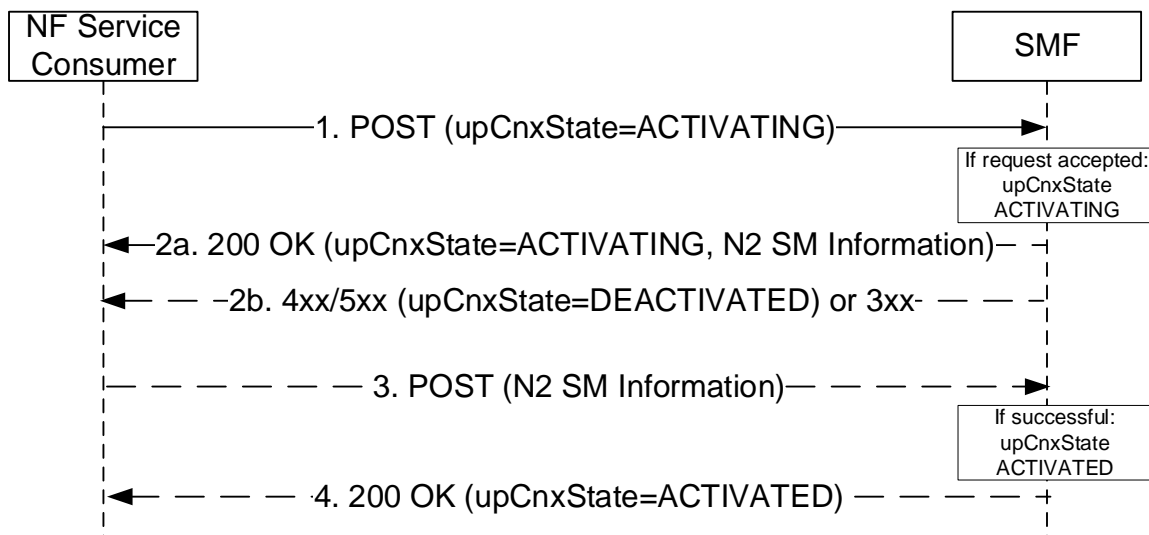 NF Service
Consumer
SMF
1. POST (upCnxState=ACTIVATING)
If request accepted:
upCnxState
ACTIVATING
2a. 200 OK (upCnxState=ACTIVATING, N2 SM Information)
2b. 4xx/5xx (upCnxState=DEACTIVATED) or 3xx
3. POST (N2 SM Information)
If successful:
upCnxState
ACTIVATED
4. 200 OK (upCnxState=ACTIVATED)